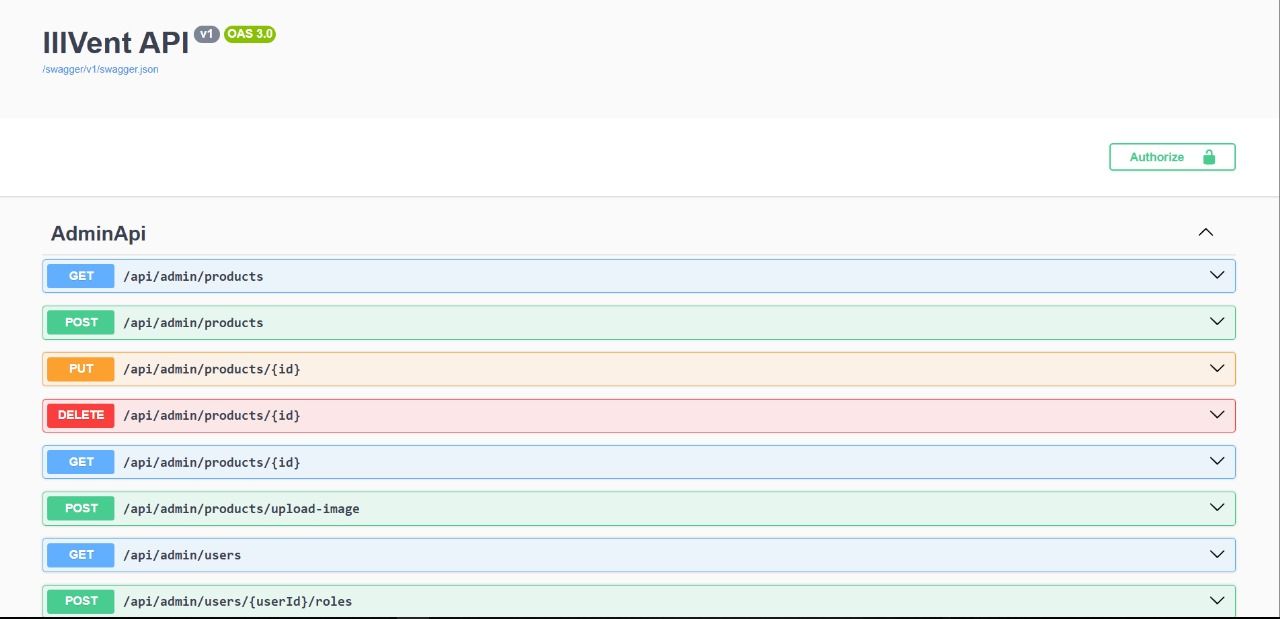 IllVent API v1 OAS 3.0
/swagger/v1/swagger.json
Authorize
AdminApi
GET /api/admin/products
POST /api/admin/products
PUT /api/admin/products/{id}
DELETE /api/admin/products/{id}
GET /api/admin/products/{id}
POST /api/admin/products/upload-image
GET /api/admin/users
POST /api/admin/users/{userId}/roles